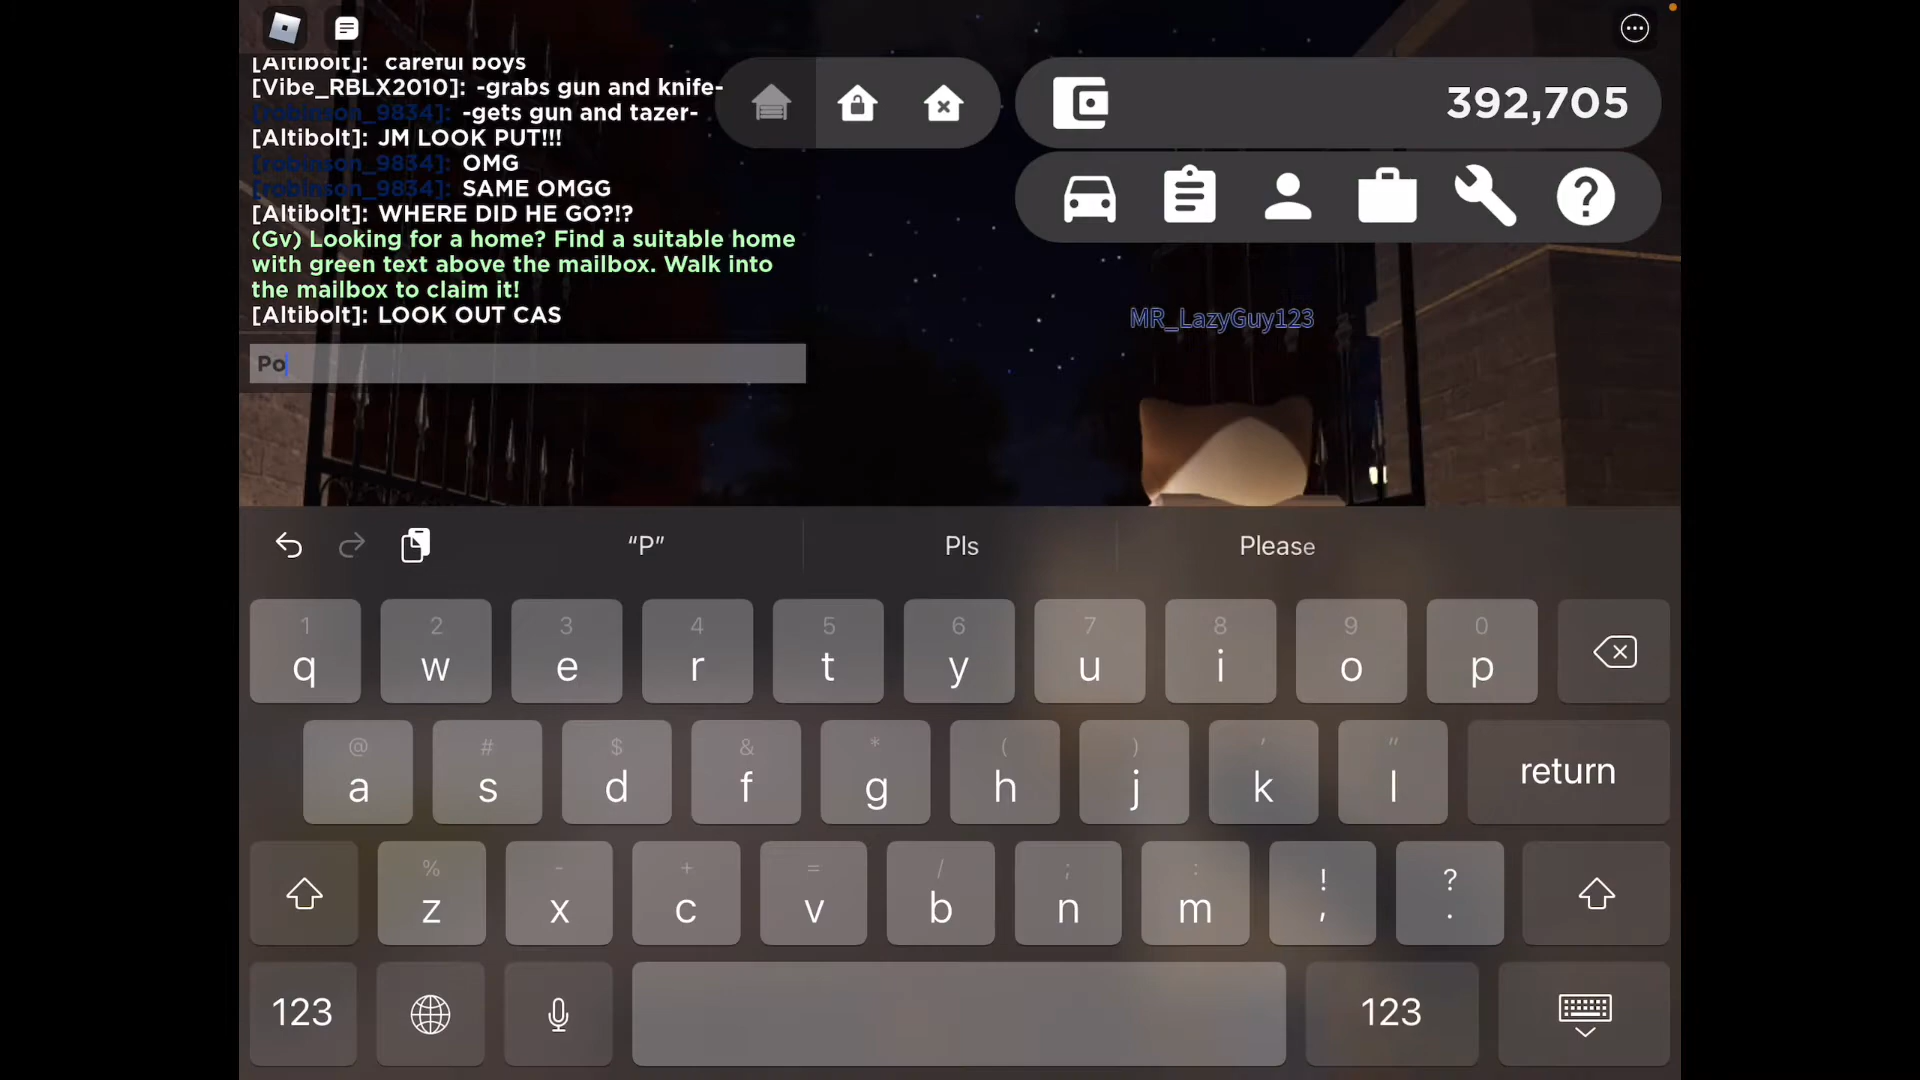 [Altibolt]: careful boys
[Vibe_RBLX2010]: -grabs gun and knife-
[robinson_9834]: -gets gun and tazer-
[Altibolt]: JM LOOK PUT!!!
[robinson_9834]: OMG
[robinson_9834]: SAME OMGG
[Altibolt]: WHERE DID HE GO?!?
(Gv) Looking for a home? Find a suitable home
with green text above the mailbox. Walk into
the mailbox to claim it!
[Altibolt]: LOOK OUT CAS
Po
392,705
MR_LazyGuy123
“P” Pls Please
1 2 3 4 5 6 7 8 9 0
q w e r t y u i o p
@ # $ & * ( ) ' "
a s d f g h j k l return
% - + = / ; : ! ?
z x c v b n m , .
123 123